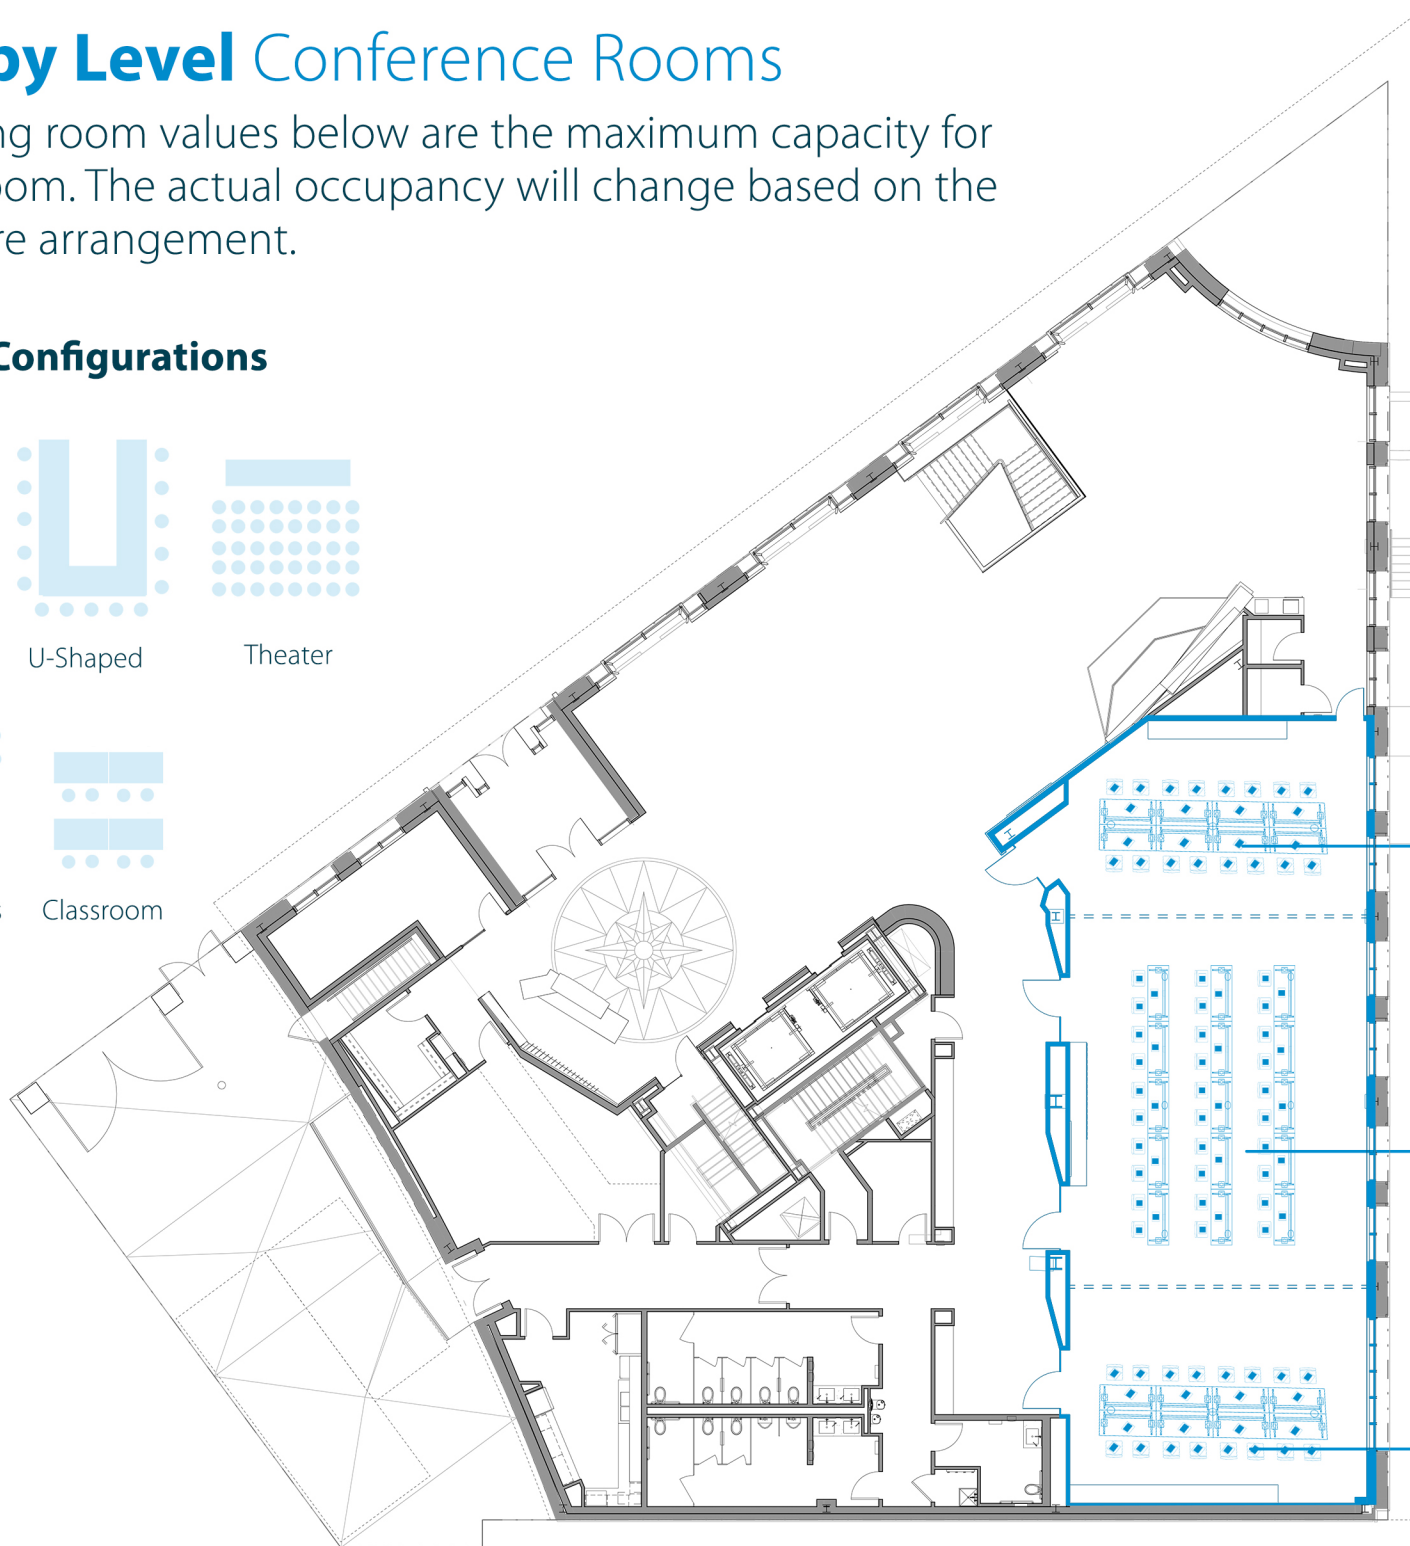 by Level Conference Rooms
ng room values below are the maximum capacity for
oom. The actual occupancy will change based on the
re arrangement.
Configurations
U-Shaped
Theater
s
Classroom